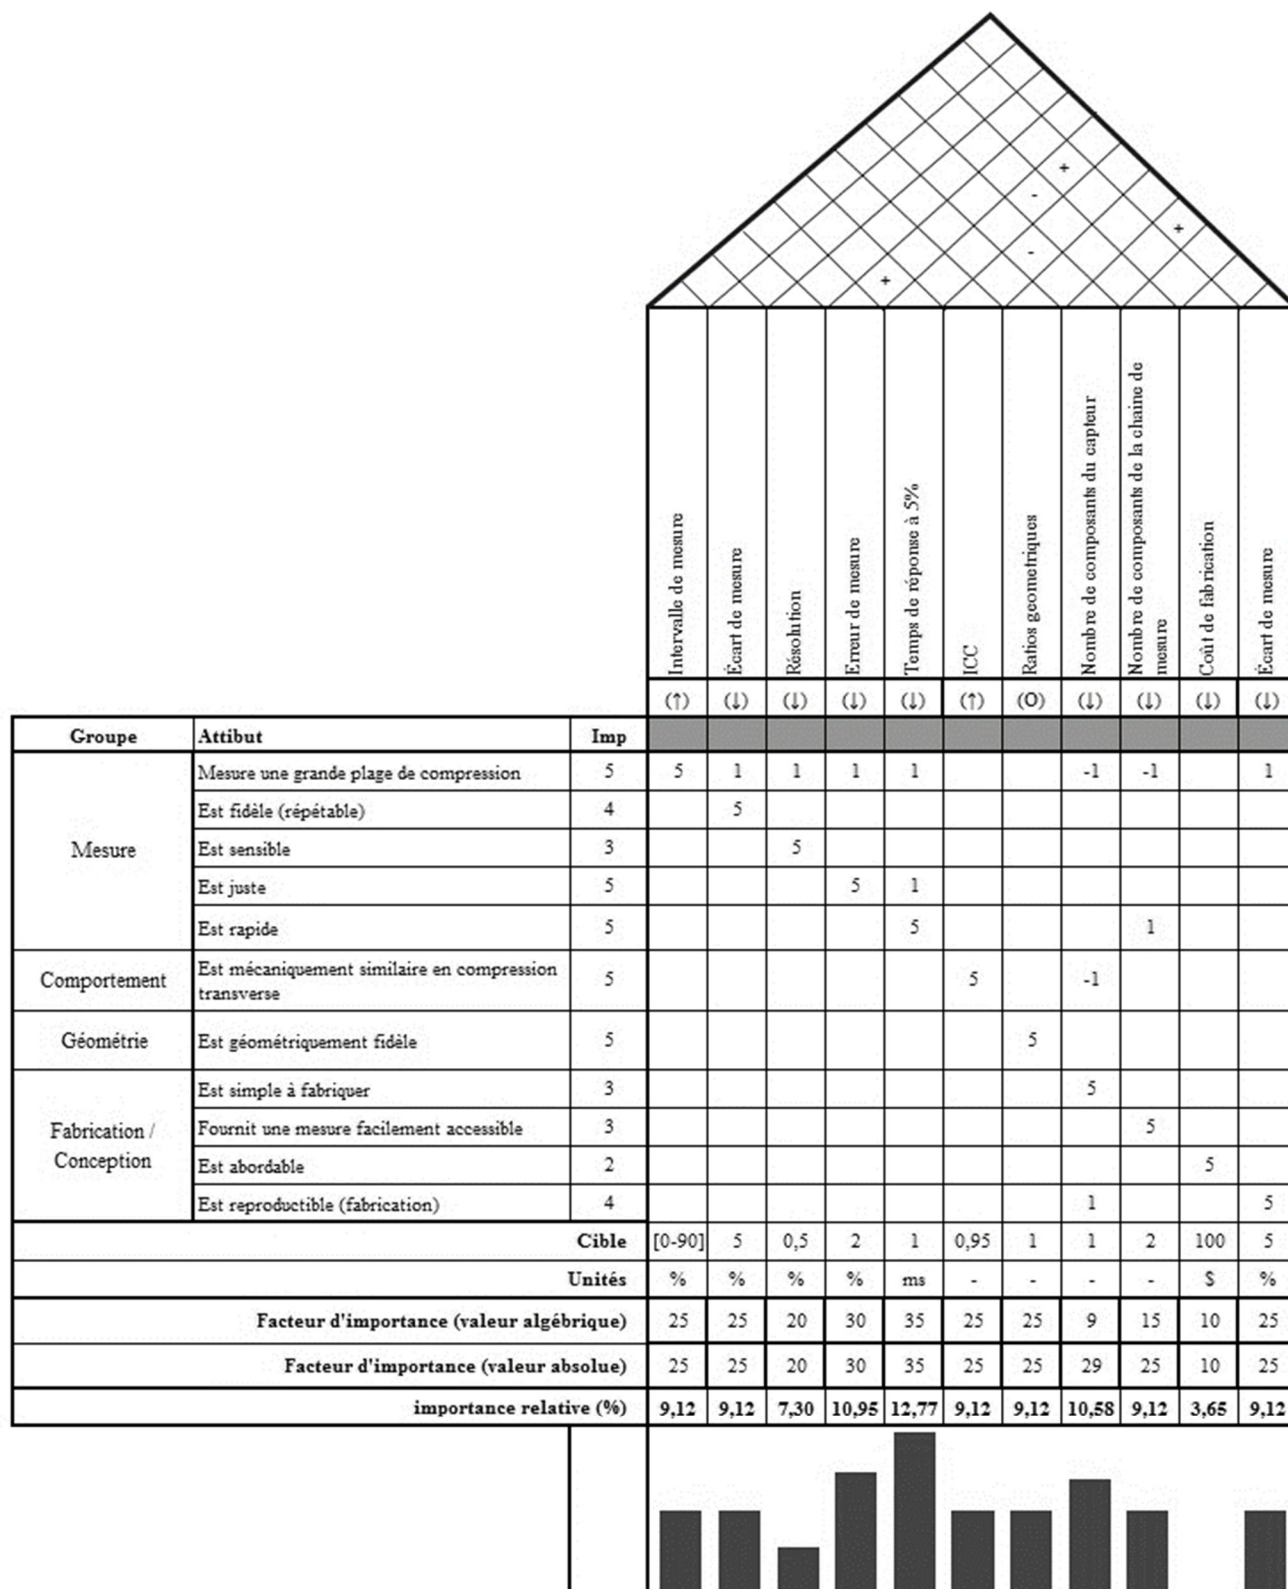 +
-
+
-
+
Intervalle de mesure
Écart de mesure
Résolution
Erreur de mesure
Temps de réponse à 5%
ICC
Ratios geometriques
Nombre de composants du capteur
Nombre de composants de la chaine de
mesure
Coût de fabrication
Écart de mesure
(↑) (↓) (↓) (↓) (↓) (↑) (O) (↓) (↓) (↓) (↓)
Groupe Attibut Imp
Mesure
Mesure une grande plage de compression 5 5 1 1 1 1 -1 -1 1
Est fidèle (répétable) 4 5
Est sensible 3 5
Est juste 5 5 1
Est rapide 5 5 1
Comportement
Est mécaniquement similaire en compression
transverse
5 5 -1
Géométrie Est géométriquement fidèle 5 5
Fabrication /
Conception
Est simple à fabriquer 3 5
Fournit une mesure facilement accessible 3 5
Est abordable 2 5
Est reproductible (fabrication) 4 1 5
Cible [0-90] 5 0,5 2 1 0,95 1 1 2 100 5
Unités % % % % ms - - - - $ %
Facteur d'importance (valeur algébrique) 25 25 20 30 35 25 25 9 15 10 25
Facteur d'importance (valeur absolue) 25 25 20 30 35 25 25 29 25 10 25
importance relative (%) 9,12 9,12 7,30 10,95 12,77 9,12 9,12 10,58 9,12 3,65 9,12